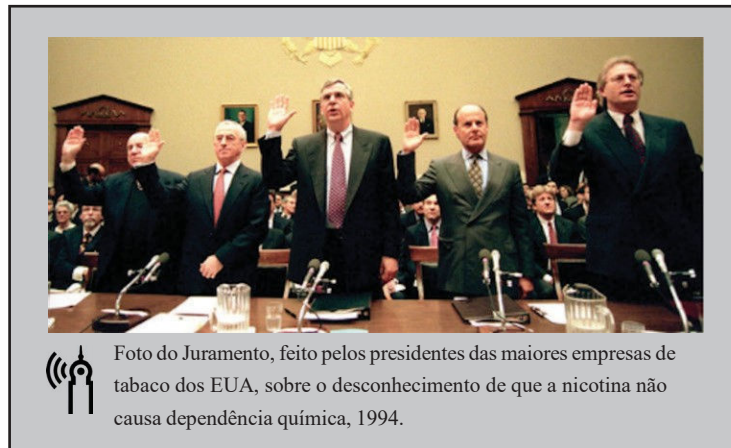 Foto do Juramento, feito pelos presidentes das maiores empresas de
tabaco dos EUA, sobre o desconhecimento de que a nicotina não
causa dependência química, 1994.